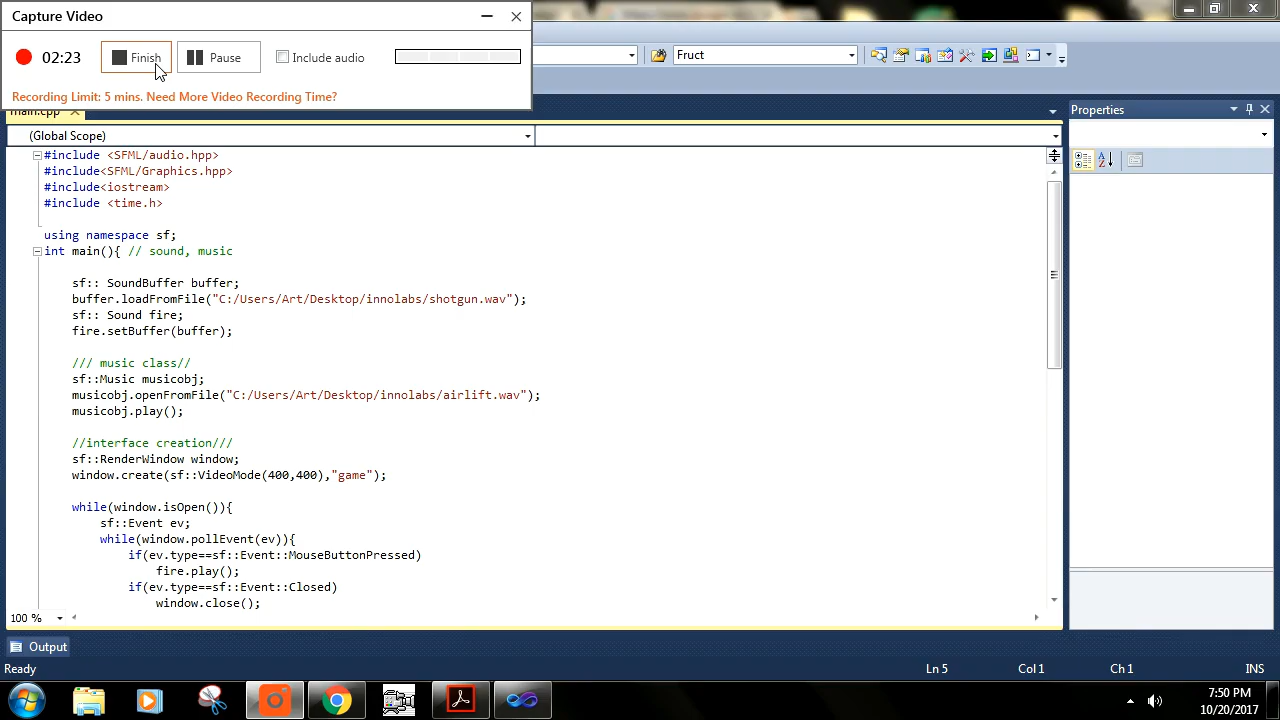 Capture Video
02:23
Finish
Pause
Include audio
Fruct
Recording Limit: 5 mins. Need More Video Recording Time?
main.cpp
Properties
(Global Scope)
#include <SFML/audio.hpp>
#include<SFML/Graphics.hpp>
#include<iostream>
#include <time.h>
using namespace sf;
int main(){ // sound, music
sf:: SoundBuffer buffer;
buffer.loadFromFile("C:/Users/Art/Desktop/innolabs/shotgun.wav");
sf:: Sound fire;
fire.setBuffer(buffer);
/// music class//
sf::Music musicobj;
musicobj.openFromFile("C:/Users/Art/Desktop/innolabs/airlift.wav");
musicobj.play();
//interface creation///
sf::RenderWindow window;
window.create(sf::VideoMode(400,400),"game");
while(window.isOpen()){
sf::Event ev;
while(window.pollEvent(ev)){
if(ev.type==sf::Event::MouseButtonPressed)
fire.play();
if(ev.type==sf::Event::Closed)
window.close();
100 %
Output
Ready
Ln 5
Col 1
Ch 1
INS
7:50 PM
10/20/2017